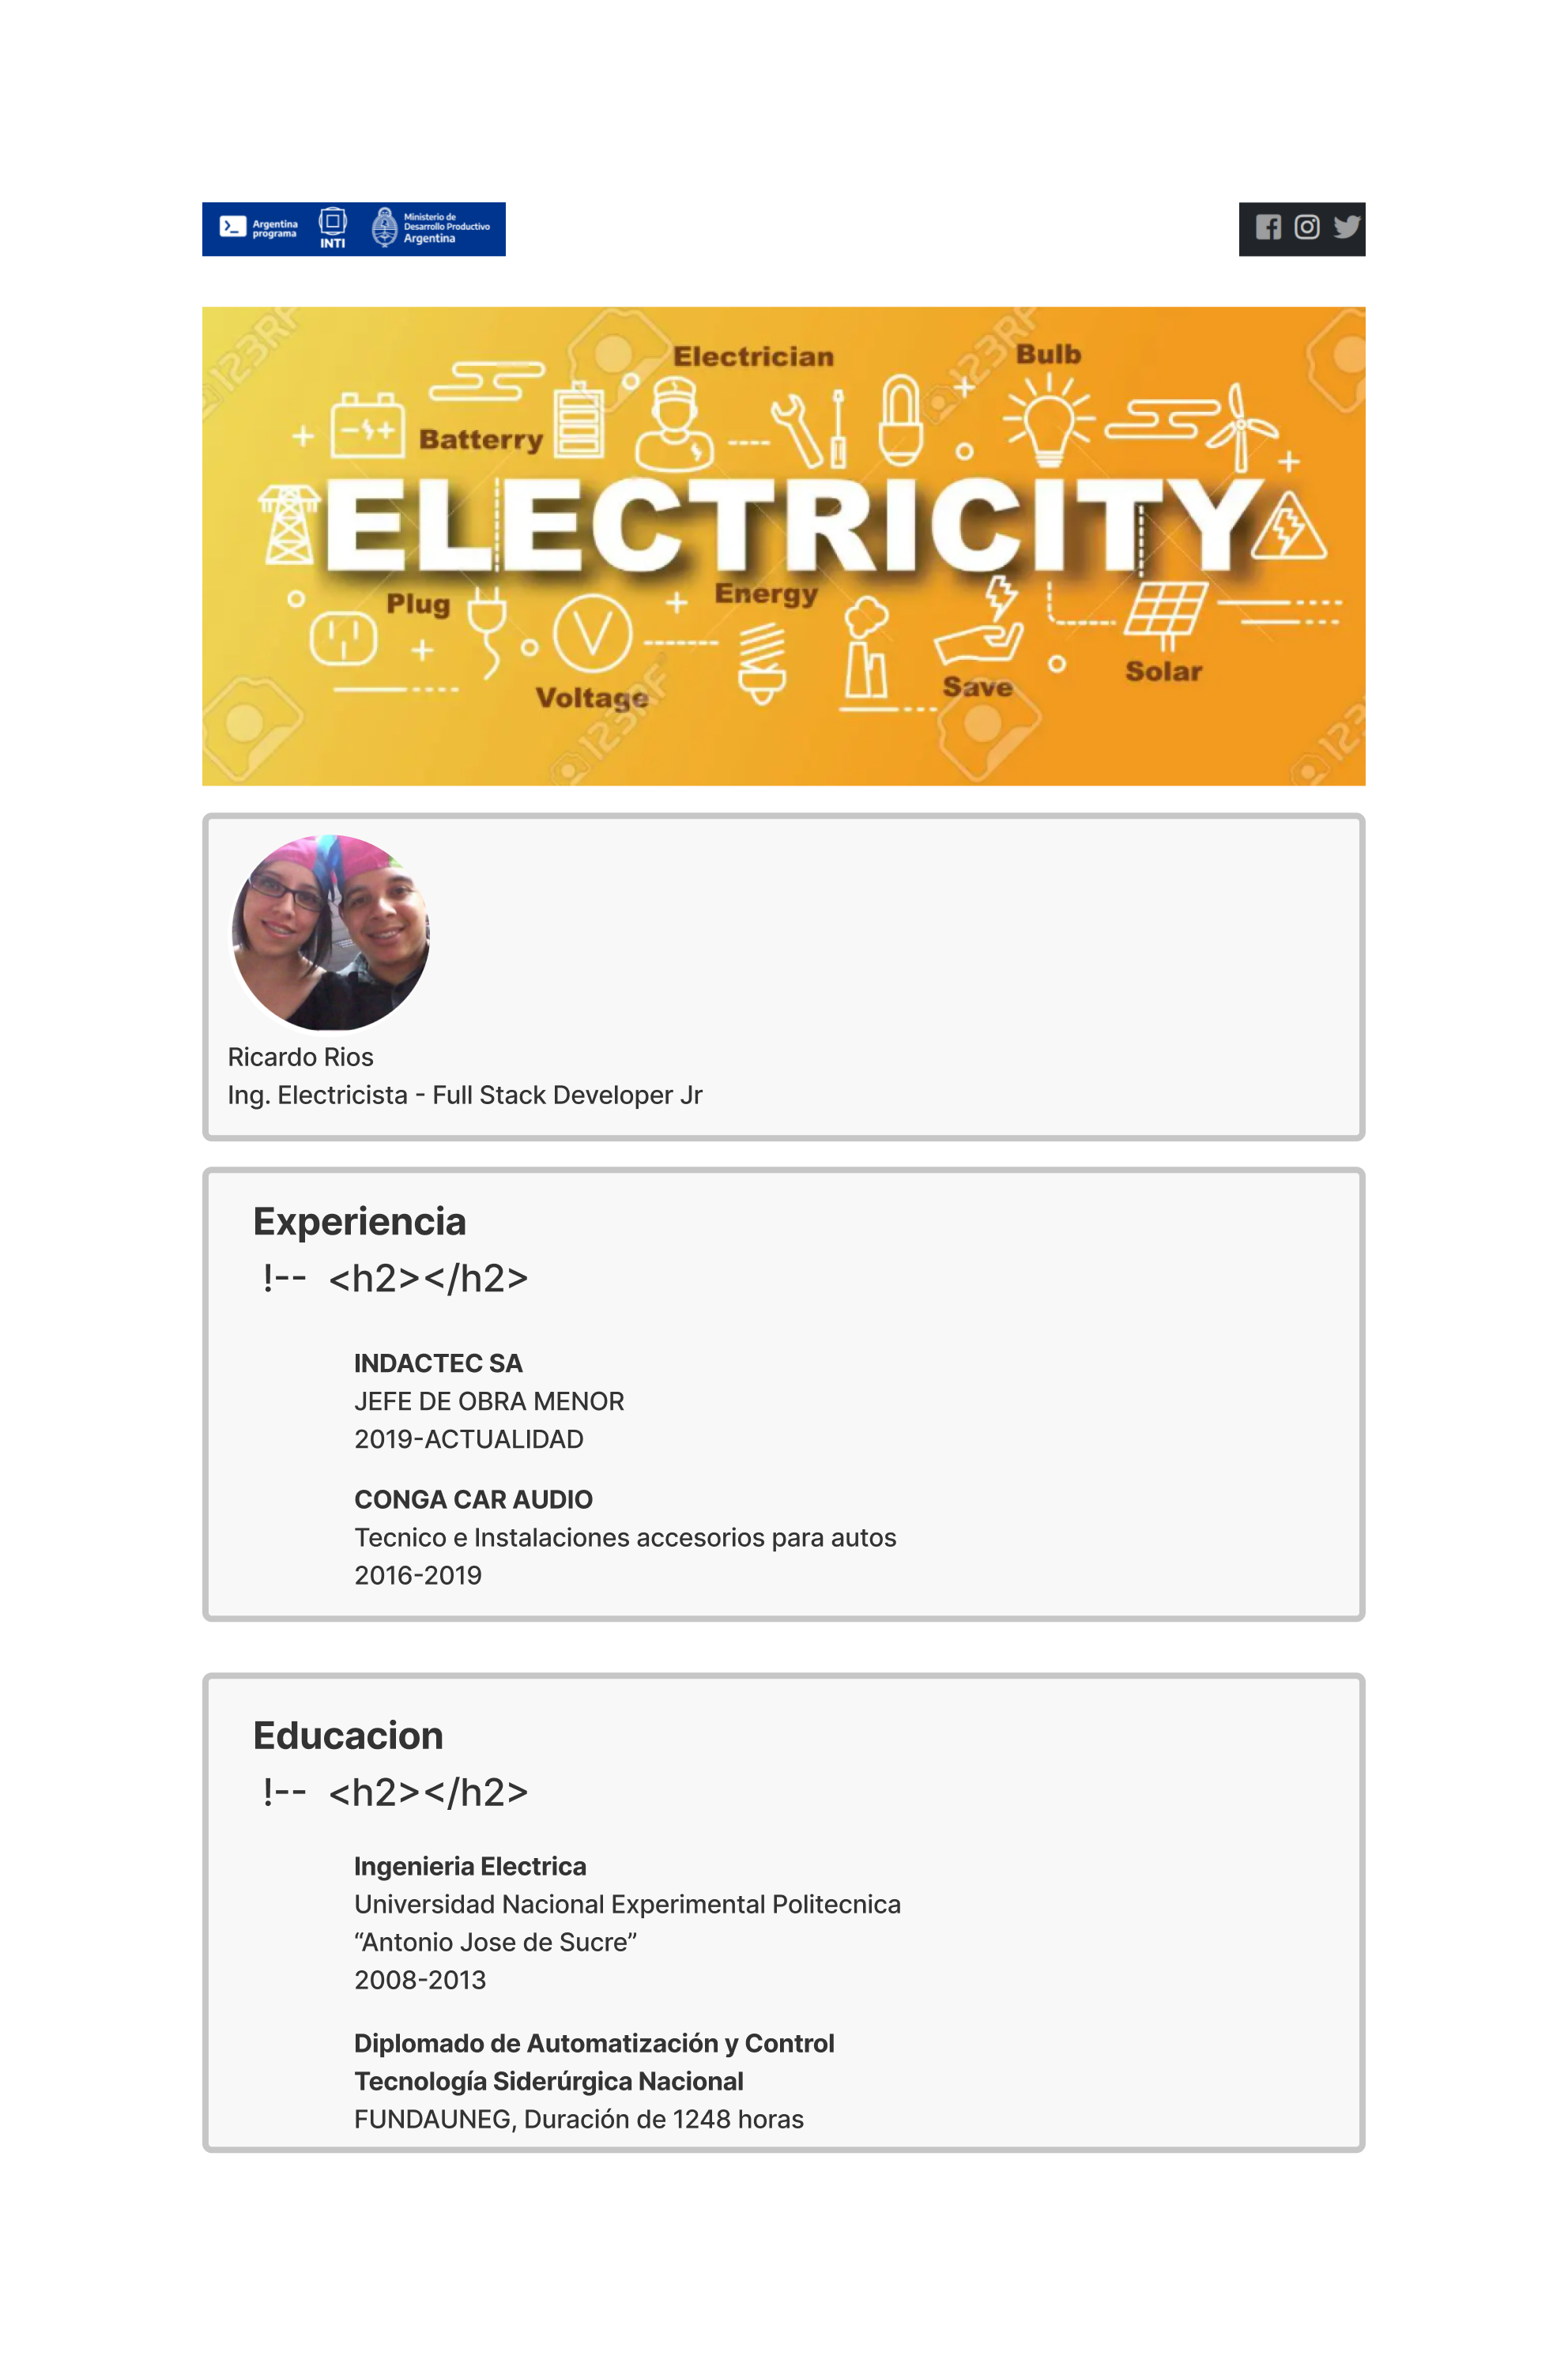 Argentina
programa
INTI
Ministerio de
Desarrollo Productivo
Argentina
Electrician
Bulb
Batterry
ELECTRICITY
Plug
Energy
Voltage
Save
Solar
123RF
123RF
123RF
Ricardo Rios
Ing. Electricista - Full Stack Developer Jr
Experiencia
!-- <h2></h2>
INDACTEC SA
JEFE DE OBRA MENOR
2019-ACTUALIDAD
CONGA CAR AUDIO
Tecnico e Instalaciones accesorios para autos
2016-2019
Educacion
!-- <h2></h2>
Ingenieria Electrica
Universidad Nacional Experimental Politecnica
“Antonio Jose de Sucre”
2008-2013
Diplomado de Automatización y Control
Tecnología Siderúrgica Nacional
FUNDAUNEG, Duración de 1248 horas